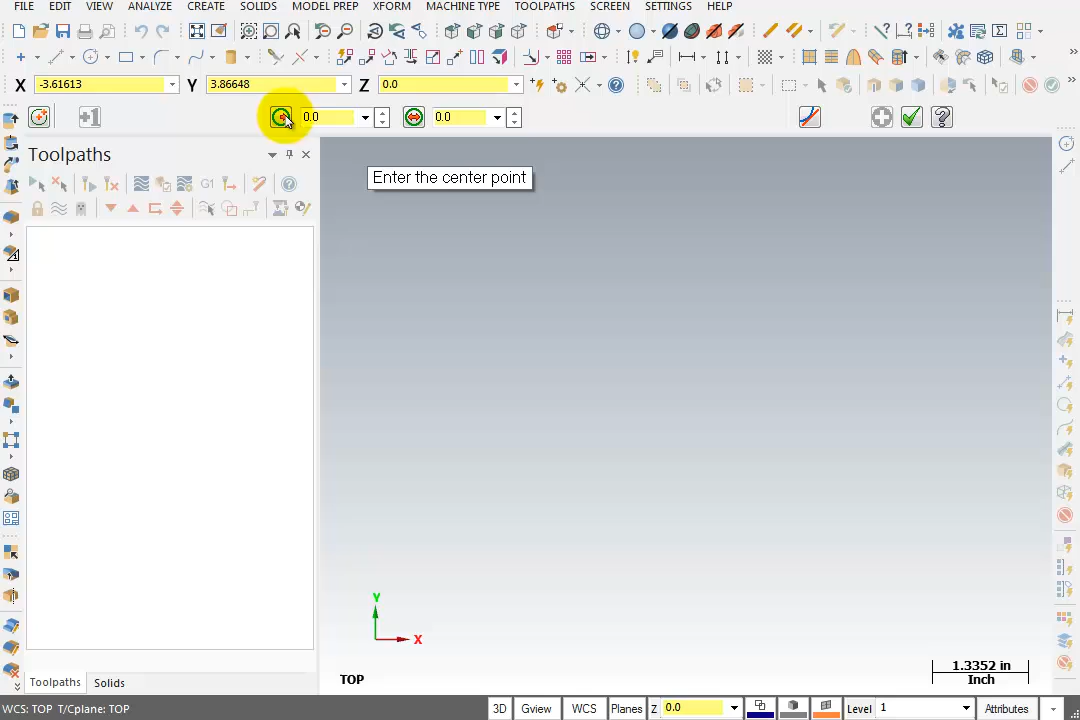 FILE EDIT VIEW ANALYZE CREATE SOLIDS MODEL PREP XFORM MACHINE TYPE TOOLPATHS SCREEN SETTINGS HELP
X -3.61613 Y 3.86648 Z 0.0
+1 0.0 0.0
Toolpaths
Enter the center point
G1
Y
X
TOP
1.3352 in
Inch
Toolpaths Solids
WCS: TOP T/Cplane: TOP 3D Gview WCS Planes Z 0.0 Level 1 Attributes